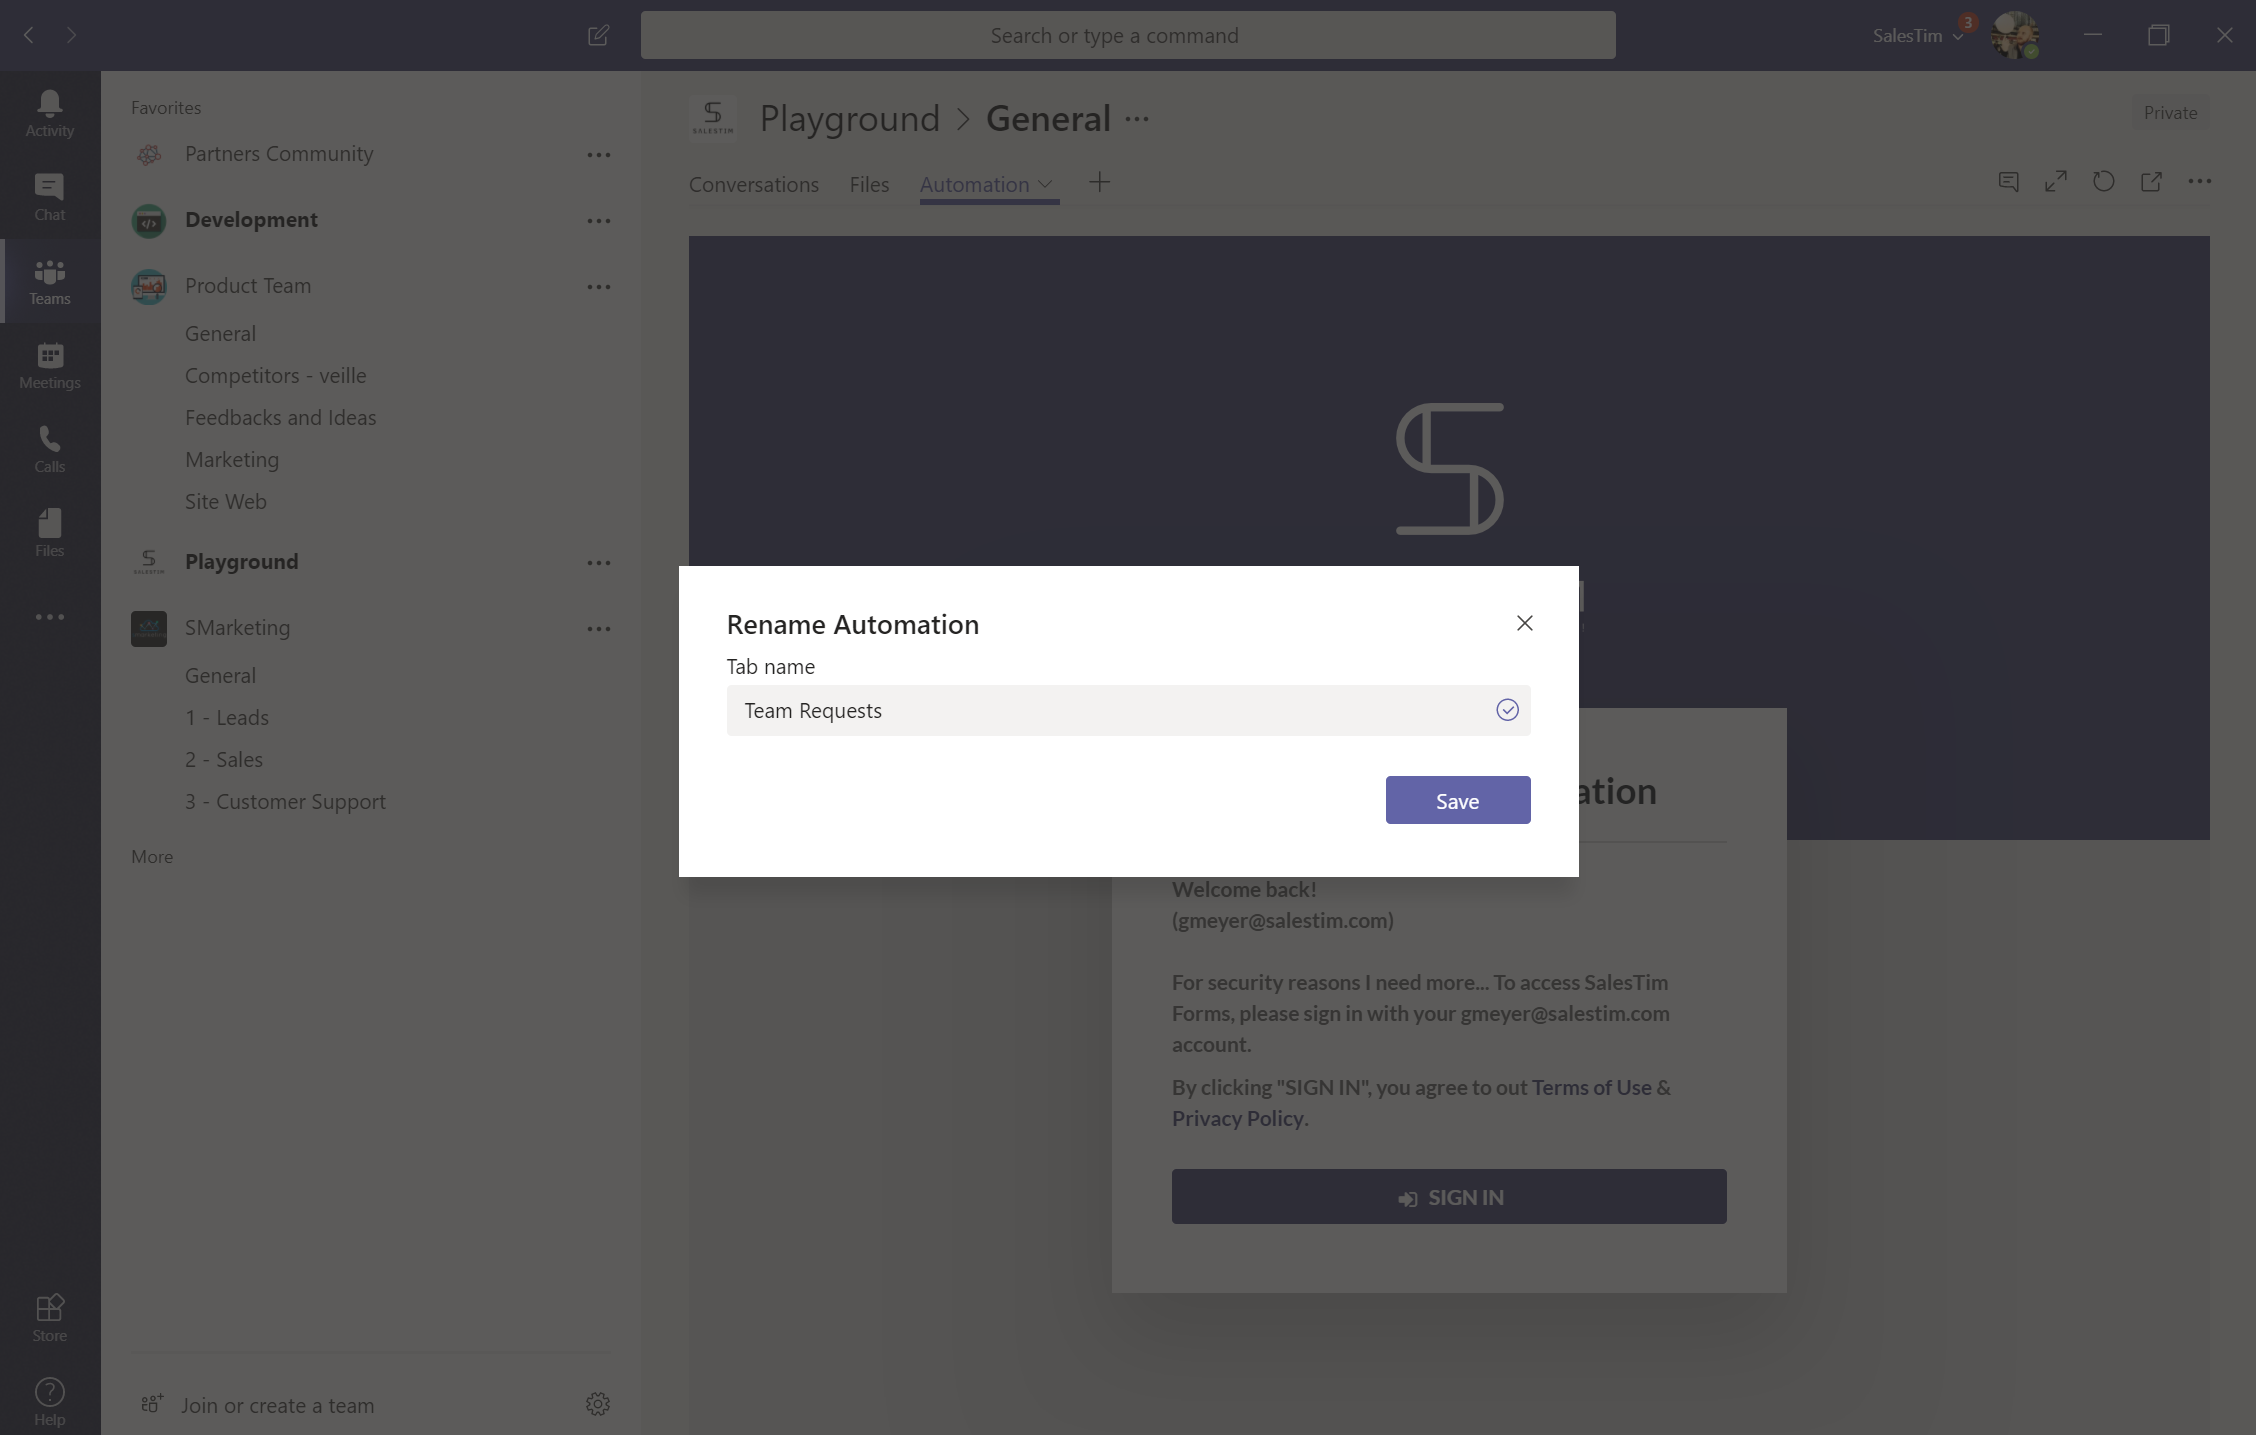 Search or type a command
SalesTim
3
Activity
Chat
Teams
Meetings
Calls
Files
Store
Help
Favorites
Partners Community
Development
Product Team
General
Competitors - veille
Feedbacks and Ideas
Marketing
Site Web
Playground
SMarketing
General
1 - Leads
2 - Sales
3 - Customer Support
More
Join or create a team
SALESTIM
Playground > General
Private
Conversations
Files
Automation
Rename Automation
Tab name
Team Requests
Save
ation
Welcome back!
(gmeyer@salestim.com)
For security reasons I need more... To access SalesTim
Forms, please sign in with your gmeyer@salestim.com
account.
By clicking "SIGN IN", you agree to out Terms of Use &
Privacy Policy.
SIGN IN